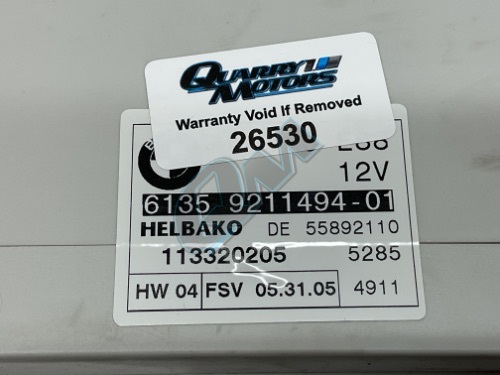 QUARRY 1
MOTORS
Warranty Void If Removed
26530
12V
6135 9211494-01
HELBAKO DE 55892110
113320205 5285
HW 04 FSV 05.31.05 4911